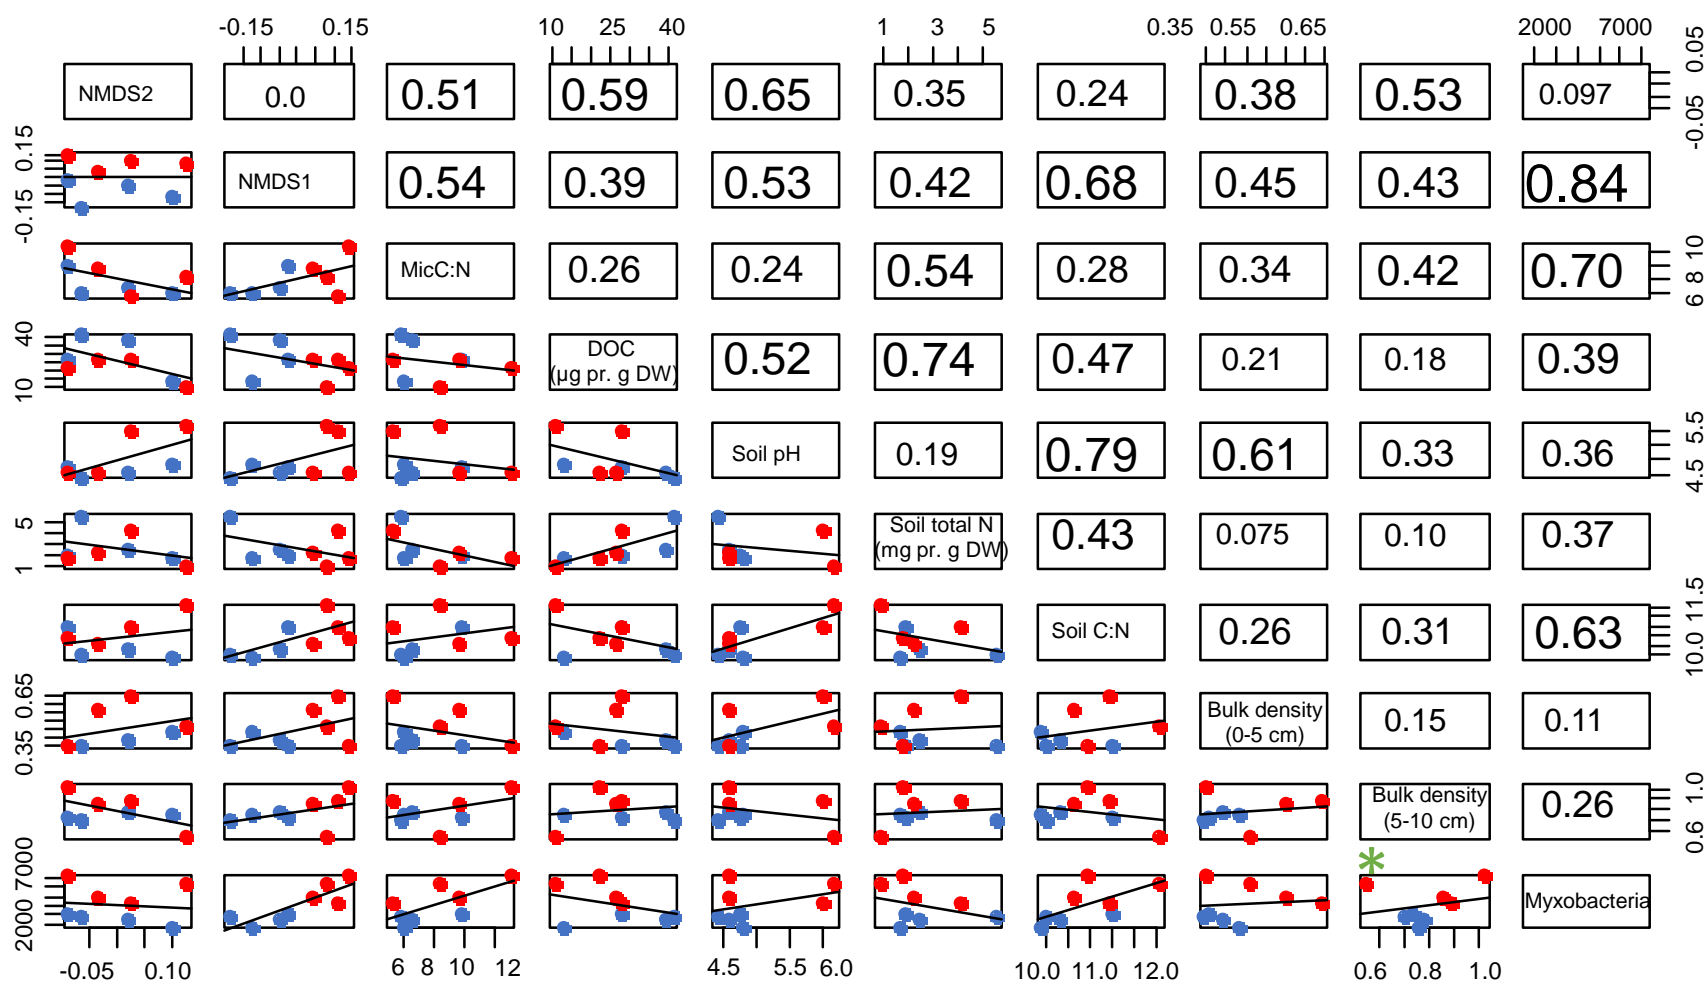 -0.15 0.15 10 25 40 1 3 5 0.35 0.55 0.65 2000 7000
NMDS2 0.0 0.51 0.59 0.65 0.35 0.24 0.38 0.53 0.097 -0.05 0.05
-0.15 0.15 NMDS1 0.54 0.39 0.53 0.42 0.68 0.45 0.43 0.84
MicC:N 0.26 0.24 0.54 0.28 0.34 0.42 0.70 6 8 10
10 40 DOC
(µg pr. g DW) 0.52 0.74 0.47 0.21 0.18 0.39
Soil pH 0.19 0.79 0.61 0.33 0.36 4.5 5.5
1 5 Soil total N
(mg pr. g DW) 0.43 0.075 0.10 0.37
Soil C:N 0.26 0.31 0.63 10.0 11.5
0.35 0.65 Bulk density
(0-5 cm) 0.15 0.11
Bulk density
(5-10 cm) 0.26 0.6 1.0
*
2000 7000 Myxobacteria
-0.05 0.10 6 8 10 12 4.5 5.5 6.0 10.0 11.0 12.0 0.6 0.8 1.0